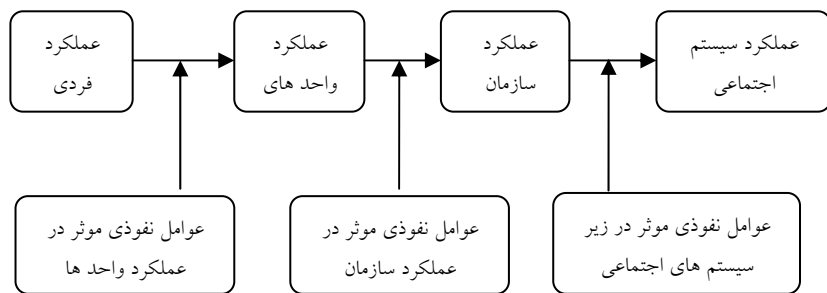 عملکرد
فردی
عملکرد
واحد های
عملکرد
سازمان
عملکرد سیستم
اجتماعی
عوامل نفوذی موثر در
عملکرد واحد ها
عوامل نفوذی موثر در
عملکرد سازمان
عوامل نفوذی موثر در زیر
سیستم های اجتماعی